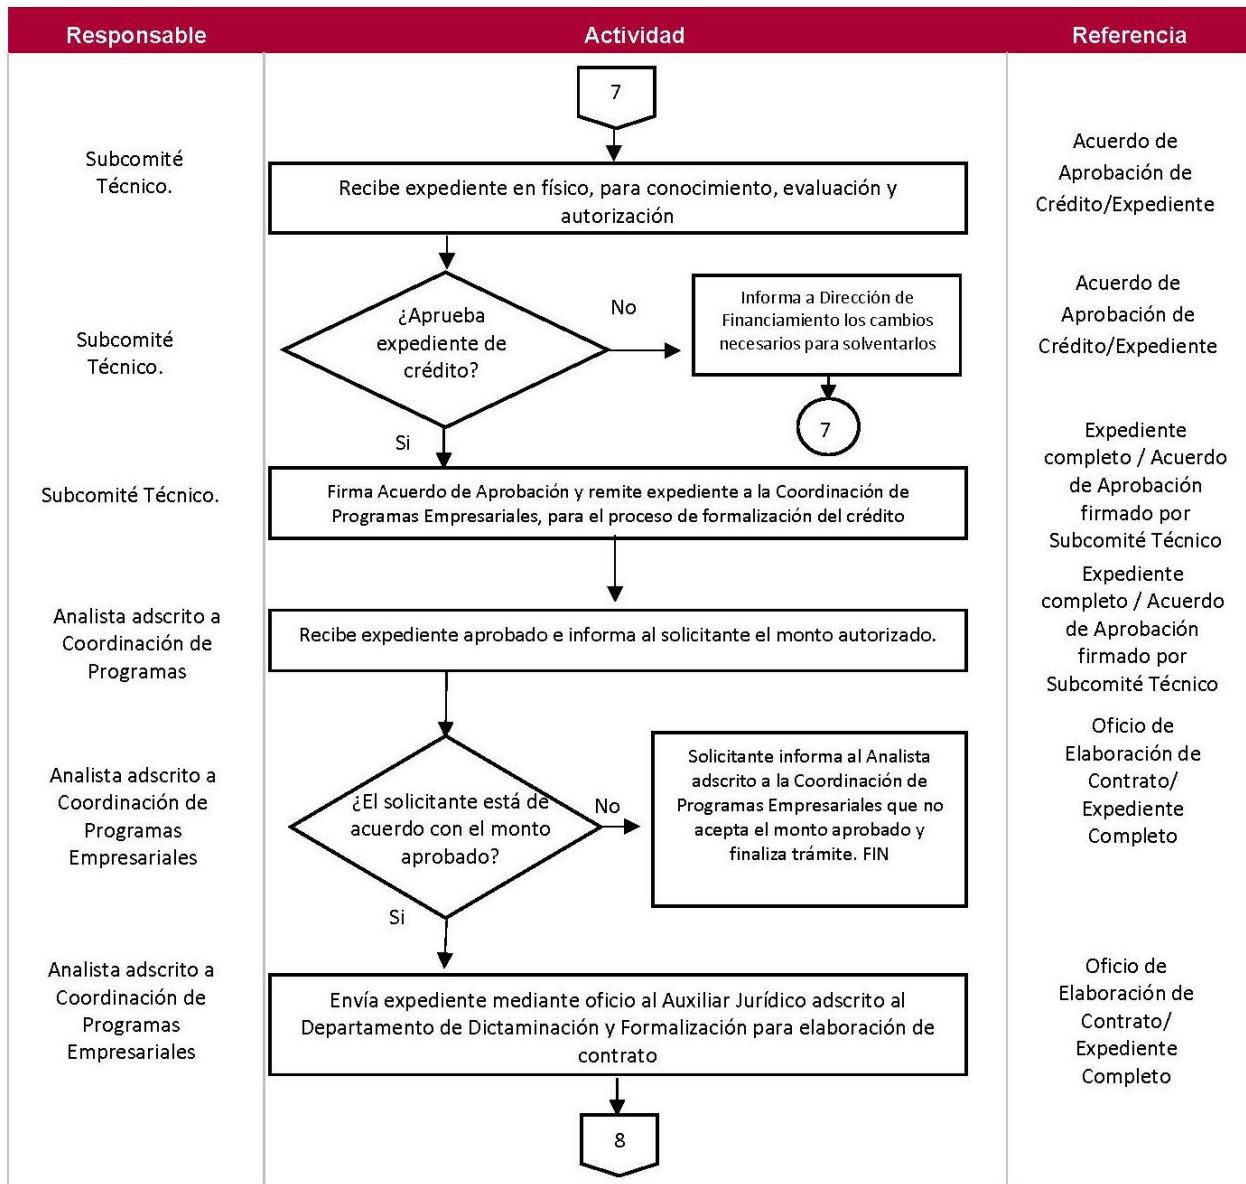 Responsable Actividad Referencia
7
Subcomité
Técnico.
Recibe expediente en físico, para conocimiento, evaluación y
autorización
Acuerdo de
Aprobación de
Crédito/Expediente
Subcomité
Técnico.
¿Aprueba
expediente de
crédito?
No
Informa a Dirección de
Financiamiento los cambios
necesarios para solventarlos
7
Acuerdo de
Aprobación de
Crédito/Expediente
Si
Subcomité Técnico.
Firma Acuerdo de Aprobación y remite expediente a la Coordinación de
Programas Empresariales, para el proceso de formalización del crédito
Expediente
completo / Acuerdo
de Aprobación
firmado por
Subcomité Técnico
Analista adscrito a
Coordinación de
Programas
Recibe expediente aprobado e informa al solicitante el monto autorizado.
Expediente
completo / Acuerdo
de Aprobación
firmado por
Subcomité Técnico
Analista adscrito a
Coordinación de
Programas
Empresariales
¿El solicitante está de
acuerdo con el monto
aprobado?
No
Solicitante informa al Analista
adscrito a la Coordinación de
Programas Empresariales que no
acepta el monto aprobado y
finaliza trámite. FIN
Oficio de
Elaboración de
Contrato/
Expediente
Completo
Si
Analista adscrito a
Coordinación de
Programas
Empresariales
Envía expediente mediante oficio al Auxiliar Jurídico adscrito al
Departamento de Dictaminación y Formalización para elaboración de
contrato
Oficio de
Elaboración de
Contrato/
Expediente
Completo
8